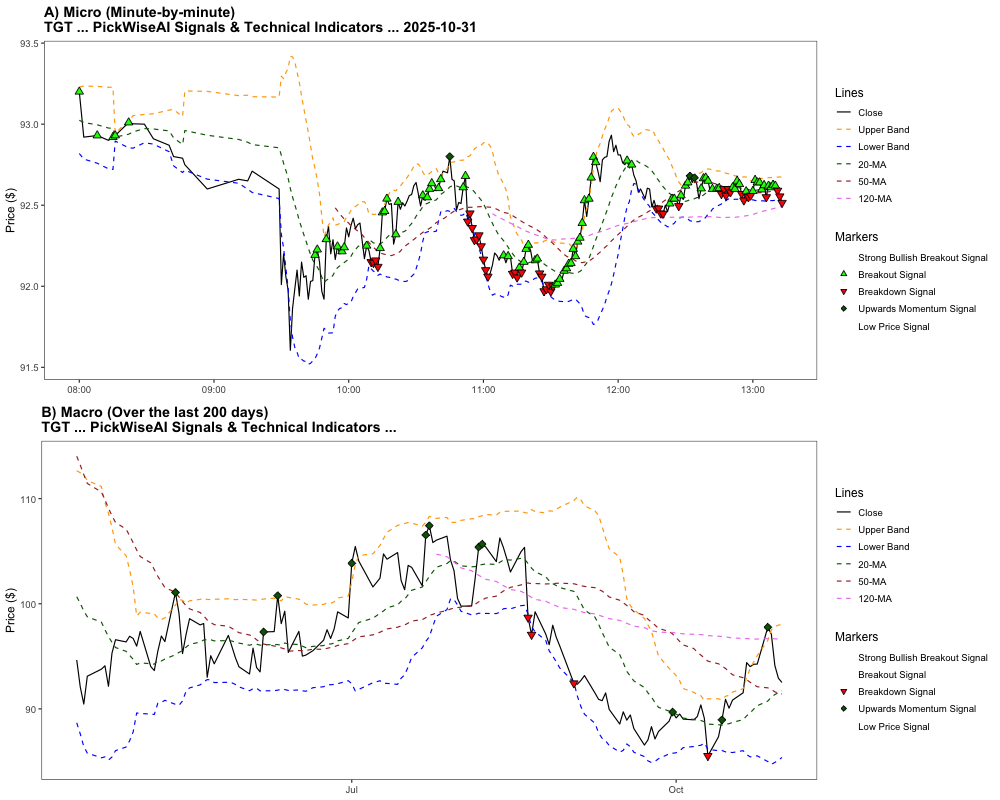 A) Micro (Minute-by-minute)
TGT ... PickWiseAI Signals & Technical Indicators ... 2025-10-31
Price ($)
93.5
93.0
92.5
92.0
91.5
08:00 09:00 10:00 11:00 12:00 13:00
Lines
Close
Upper Band
Lower Band
20-MA
50-MA
120-MA
Markers
Strong Bullish Breakout Signal
Breakout Signal
Breakdown Signal
Upwards Momentum Signal
Low Price Signal
B) Macro (Over the last 200 days)
TGT ... PickWiseAI Signals & Technical Indicators ...
Price ($)
110
100
90
Jul Oct
Lines
Close
Upper Band
Lower Band
20-MA
50-MA
120-MA
Markers
Strong Bullish Breakout Signal
Breakout Signal
Breakdown Signal
Upwards Momentum Signal
Low Price Signal